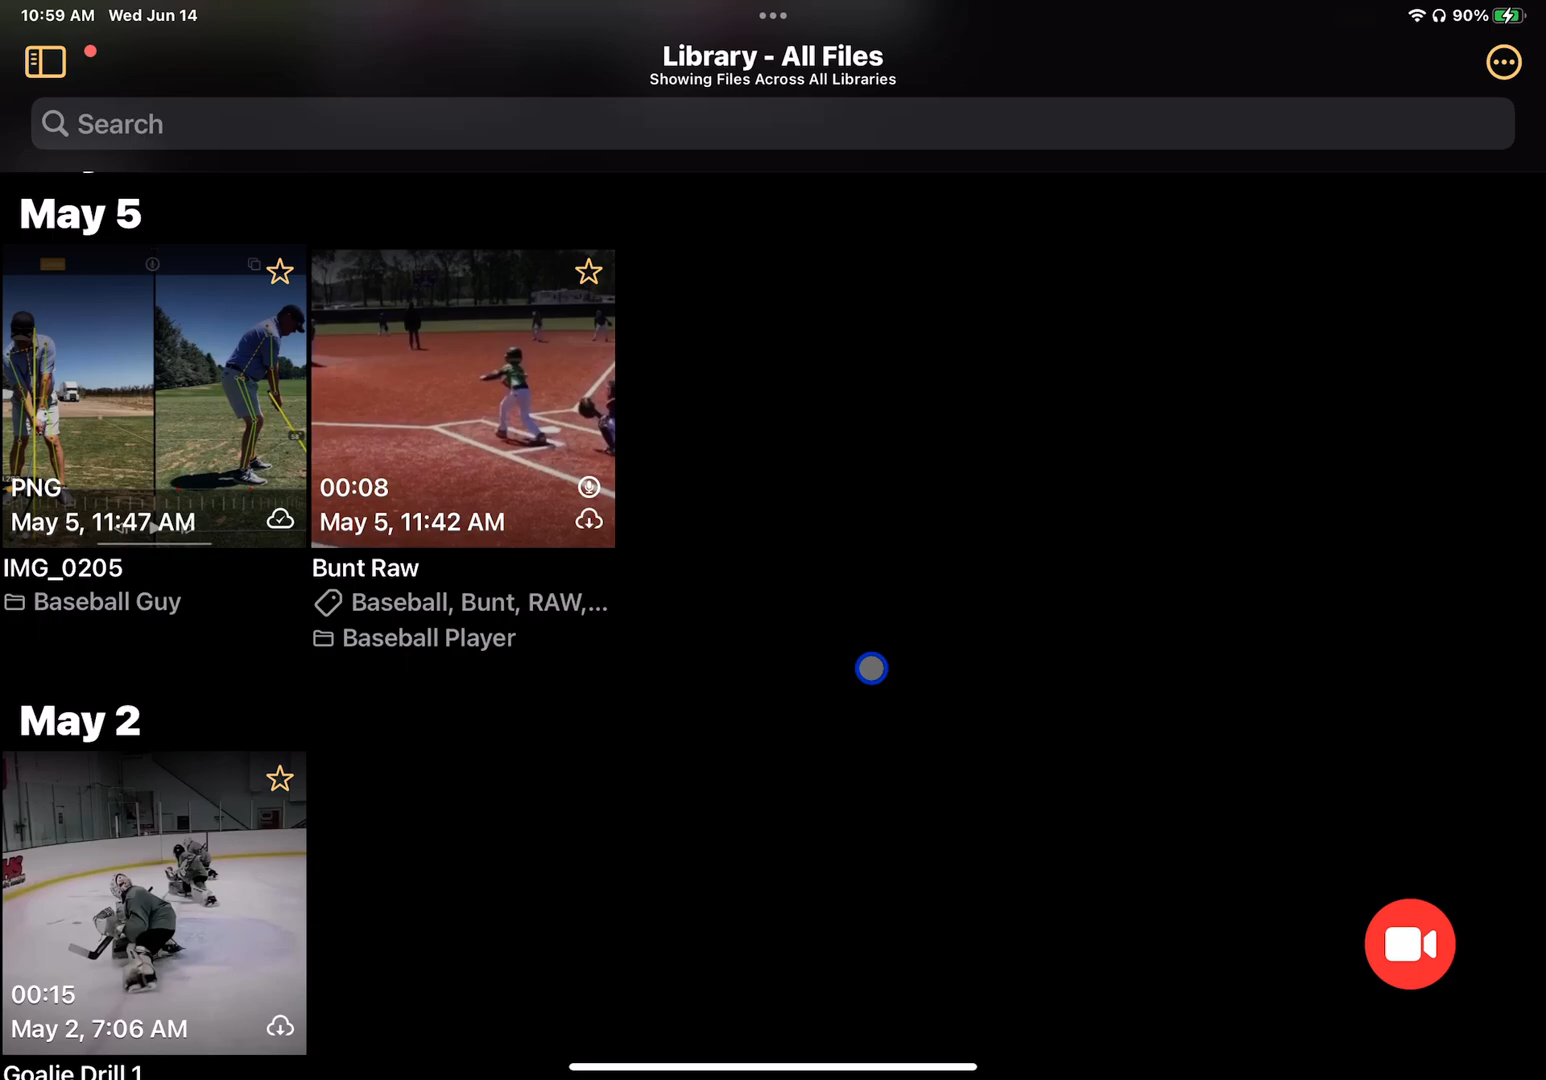 10:59 AM Wed Jun 14
90%
Library - All Files
Showing Files Across All Libraries
Search
May 5
PNG
May 5, 11:47 AM
00:08
May 5, 11:42 AM
IMG_0205
Baseball Guy
Bunt Raw
Baseball, Bunt, RAW,...
Baseball Player
May 2
00:15
May 2, 7:06 AM
Goalie Drill 1